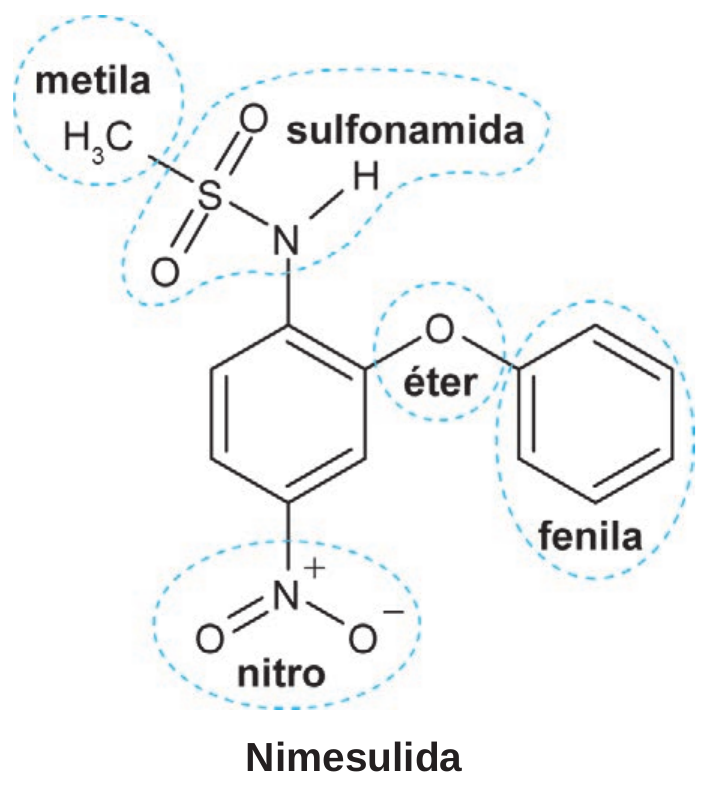 metila
H3C
O
sulfonamida
H
S
N
O
O
éter
fenila
N+
O
O−
nitro
Nimesulida